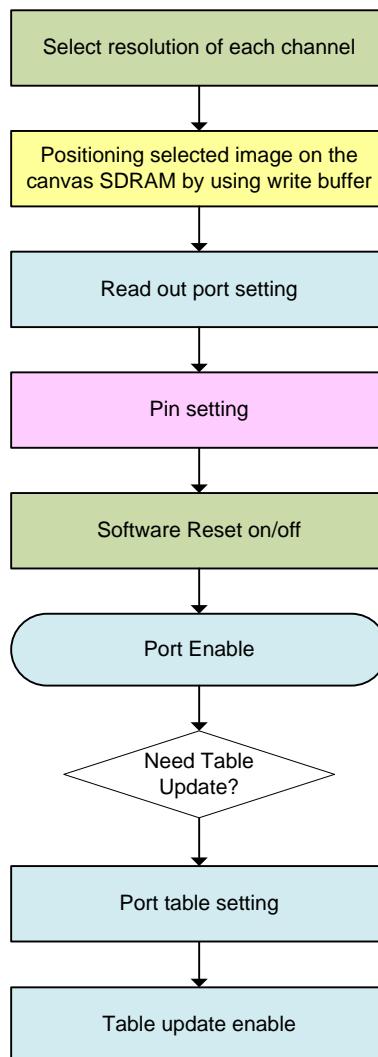 Select resolution of each channel
Positioning selected image on the
canvas SDRAM by using write buffer
Read out port setting
Pin setting
Software Reset on/off
Port Enable
Need Table
Update?
Port table setting
Table update enable